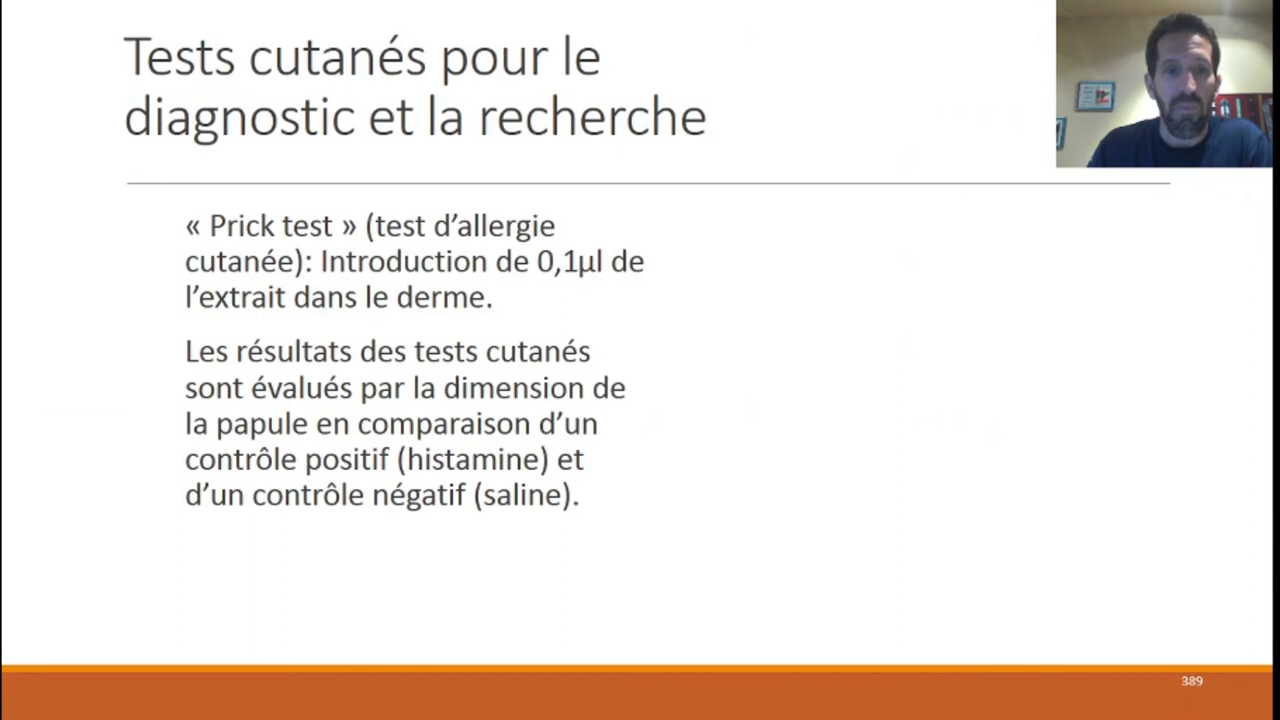 Tests cutanés pour le
diagnostic et la recherche
« Prick test » (test d’allergie
cutanée): Introduction de 0,1µl de
l’extrait dans le derme.
Les résultats des tests cutanés
sont évalués par la dimension de
la papule en comparaison d’un
contrôle positif (histamine) et
d’un contrôle négatif (saline).
389